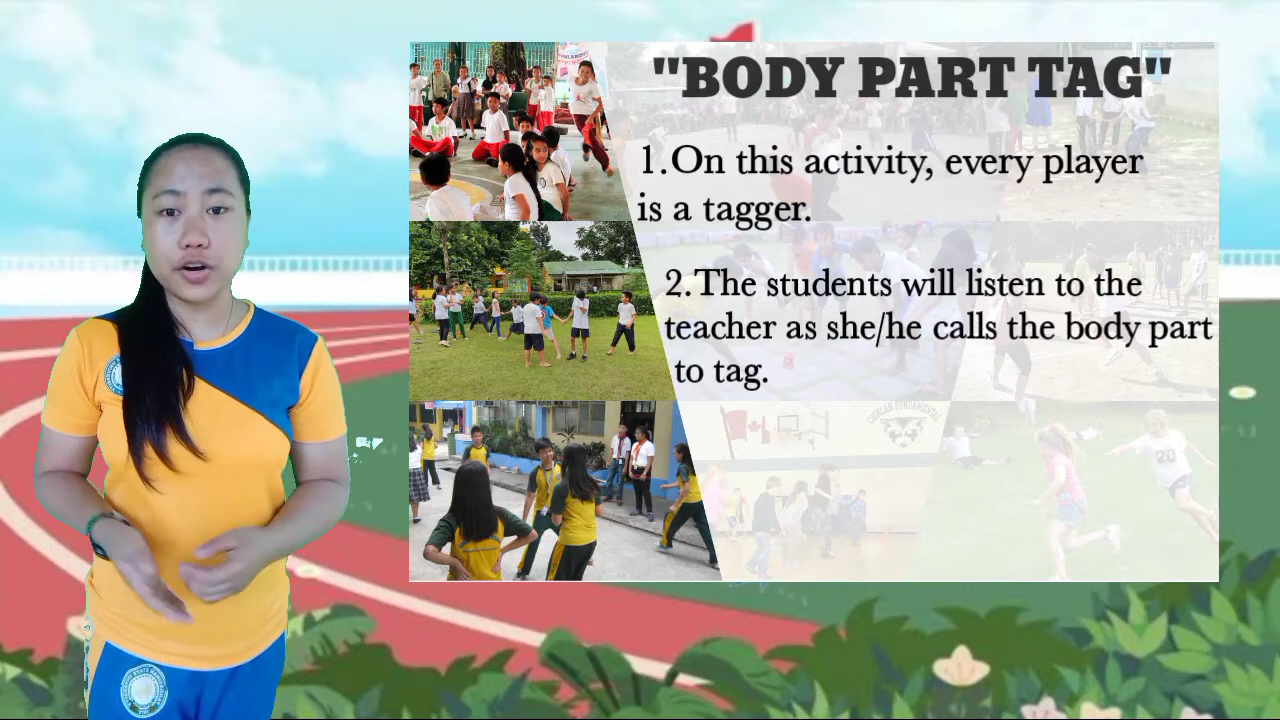 "BODY PART TAG"
1.On this activity, every player
is a tagger.
2.The students will listen to the
teacher as she/he calls the body part
to tag.
20